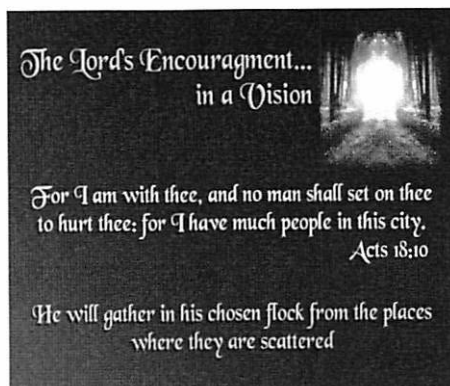 The Lord's Encouragment...
in a Vision
For I am with thee, and no man shall set on thee
to hurt thee: for I have much people in this city.
Acts 18:10
He will gather in his chosen flock from the places
where they are scattered